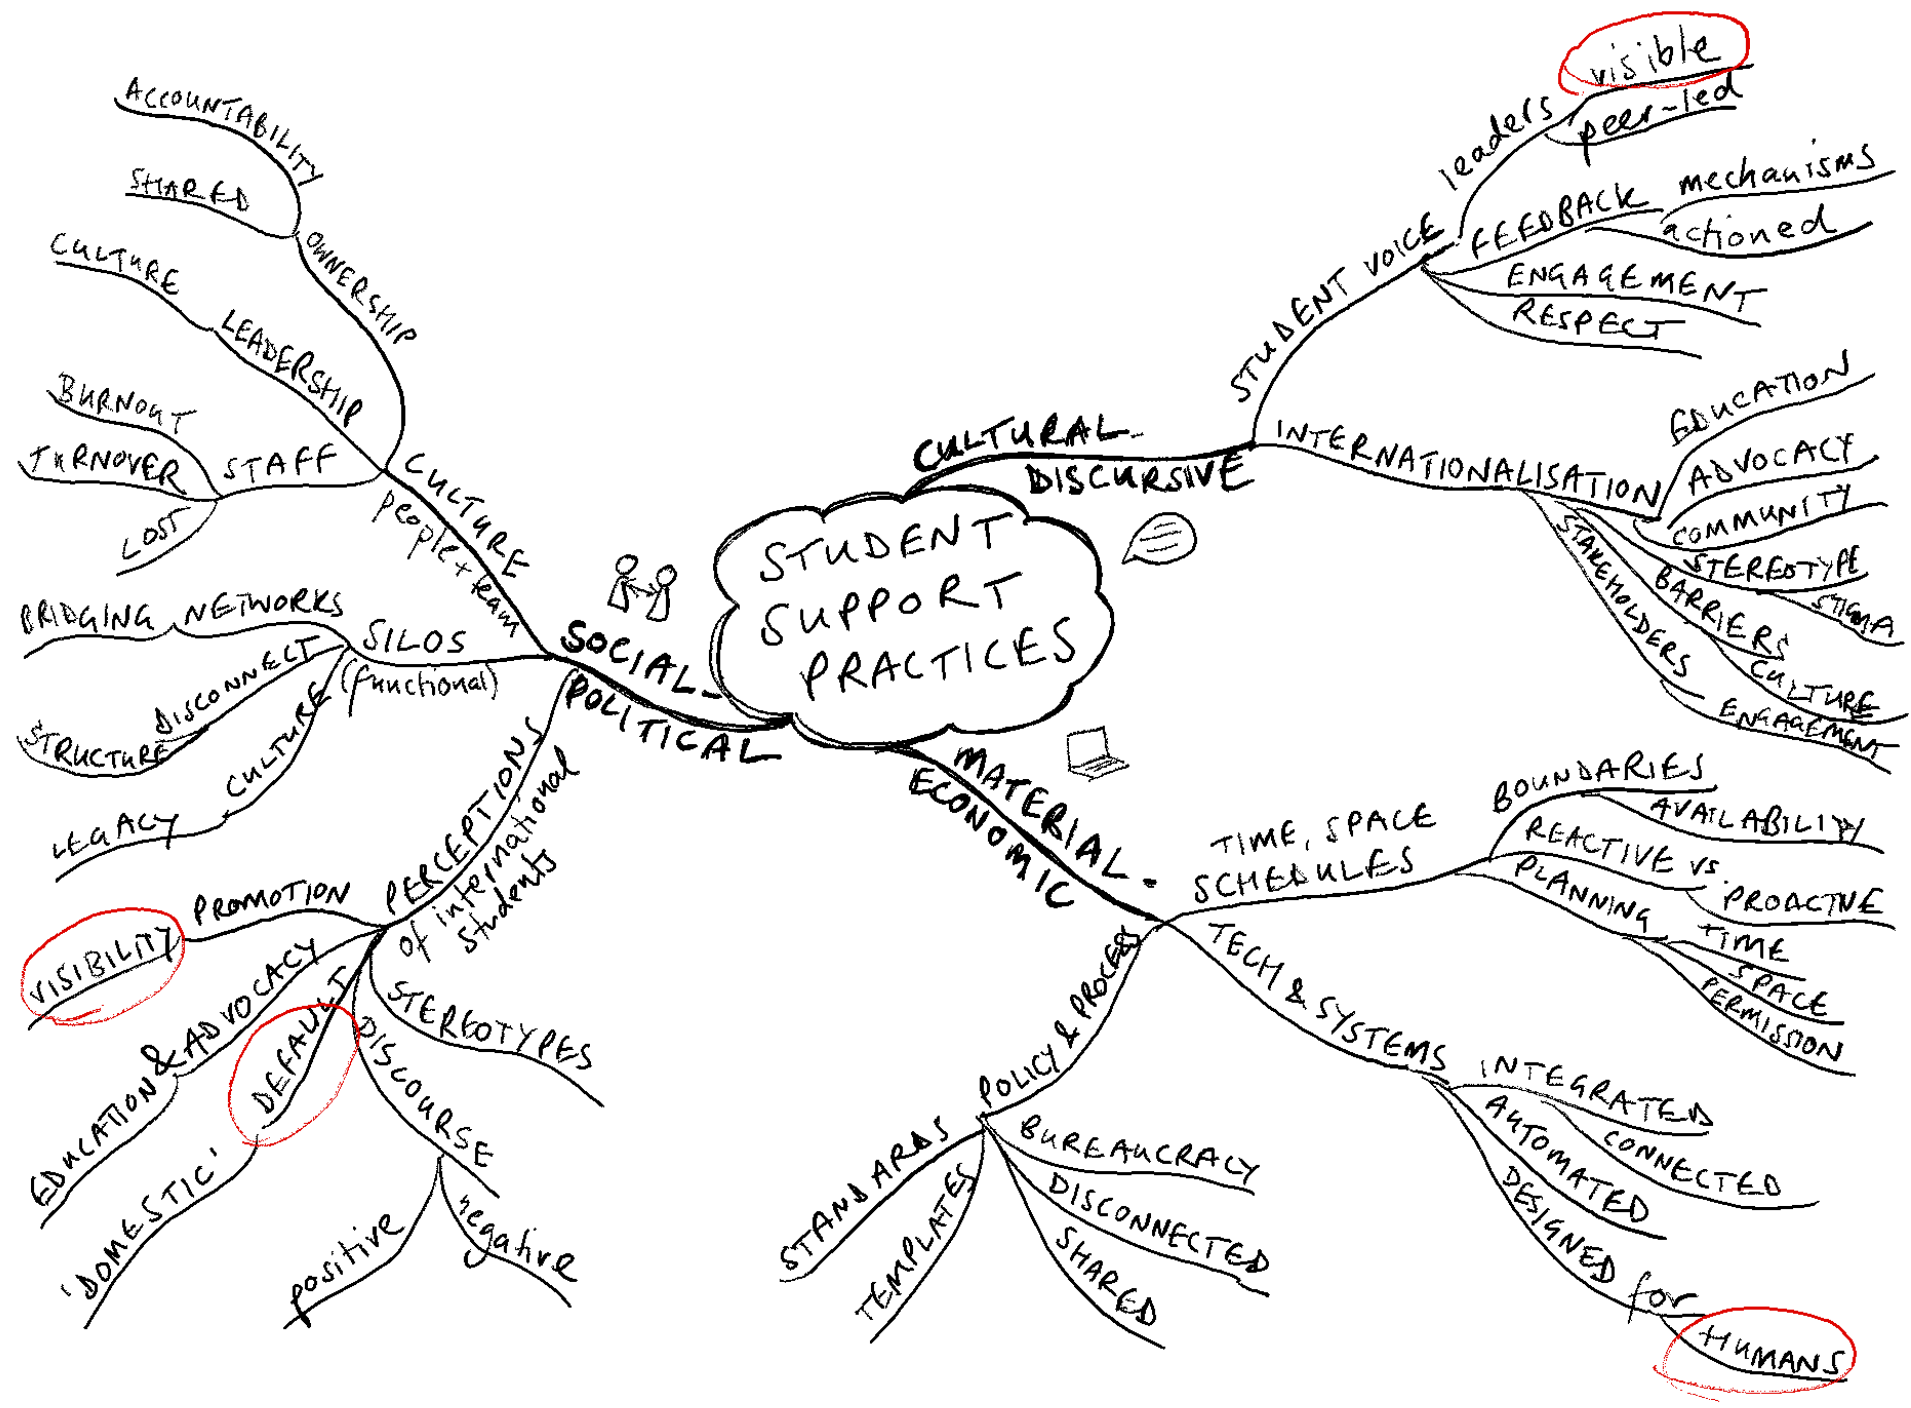 STUDENT
SUPPORT
PRACTICES
CULTURAL-
DISCURSIVE
STUDENT VOICE
leaders
visible
peer-led
FEEDBACK
mechanisms
actioned
ENGAGEMENT
RESPECT
INTERNATIONALISATION
EDUCATION
ADVOCACY
COMMUNITY
STEREOTYPE
STIGMA
BARRIERS
CULTURE
STAKEHOLDERS
ENGAGEMENT
MATERIAL-
ECONOMIC
TIME, SPACE
SCHEDULES
BOUNDARIES
AVAILABILITY
REACTIVE vs.
PROACTIVE
PLANNING
TIME
SPACE
PERMISSION
TECH & SYSTEMS
INTEGRATED
CONNECTED
AUTOMATED
DESIGNED for
HUMANS
POLICY & PROCESS
BUREAUCRACY
DISCONNECTED
SHARED
TEMPLATES
STANDARDS
SOCIAL-
POLITICAL
CULTURE
people + team
OWNERSHIP
ACCOUNTABILITY
SHARED
LEADERSHIP
CULTURE
STAFF
BURNOUT
TURNOVER
LOST
SILOS
(functional)
NETWORKS
BRIDGING
DISCONNECT
STRUCTURE
CULTURE
LEGACY
PERCEPTIONS
of international
students
PROMOTION
VISIBILITY
EDUCATION & ADVOCACY
DEFAULT
'DOMESTIC'
DISCOURSE
positive
negative
STEREOTYPES